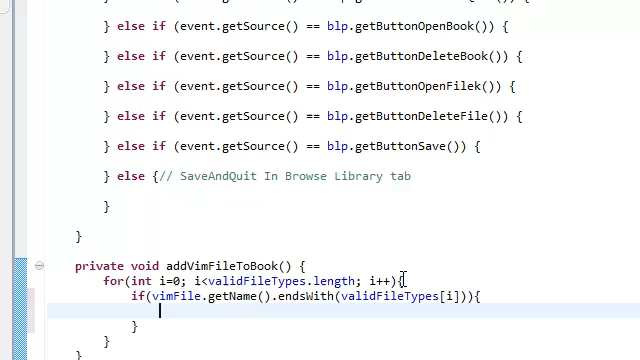 } else if (event.getSource() == blp.getButtonOpenBook()) {
} else if (event.getSource() == blp.getButtonDeleteBook()) {
} else if (event.getSource() == blp.getButtonOpenFilek()) {
} else if (event.getSource() == blp.getButtonDeleteFile()) {
} else if (event.getSource() == blp.getButtonSave()) {
} else {// SaveAndQuit In Browse Library tab
}
}
private void addVimFileToBook() {
for(int i=0; i<validFileTypes.length; i++){
if(vimFile.getName().endsWith(validFileTypes[i])){
}
}
}